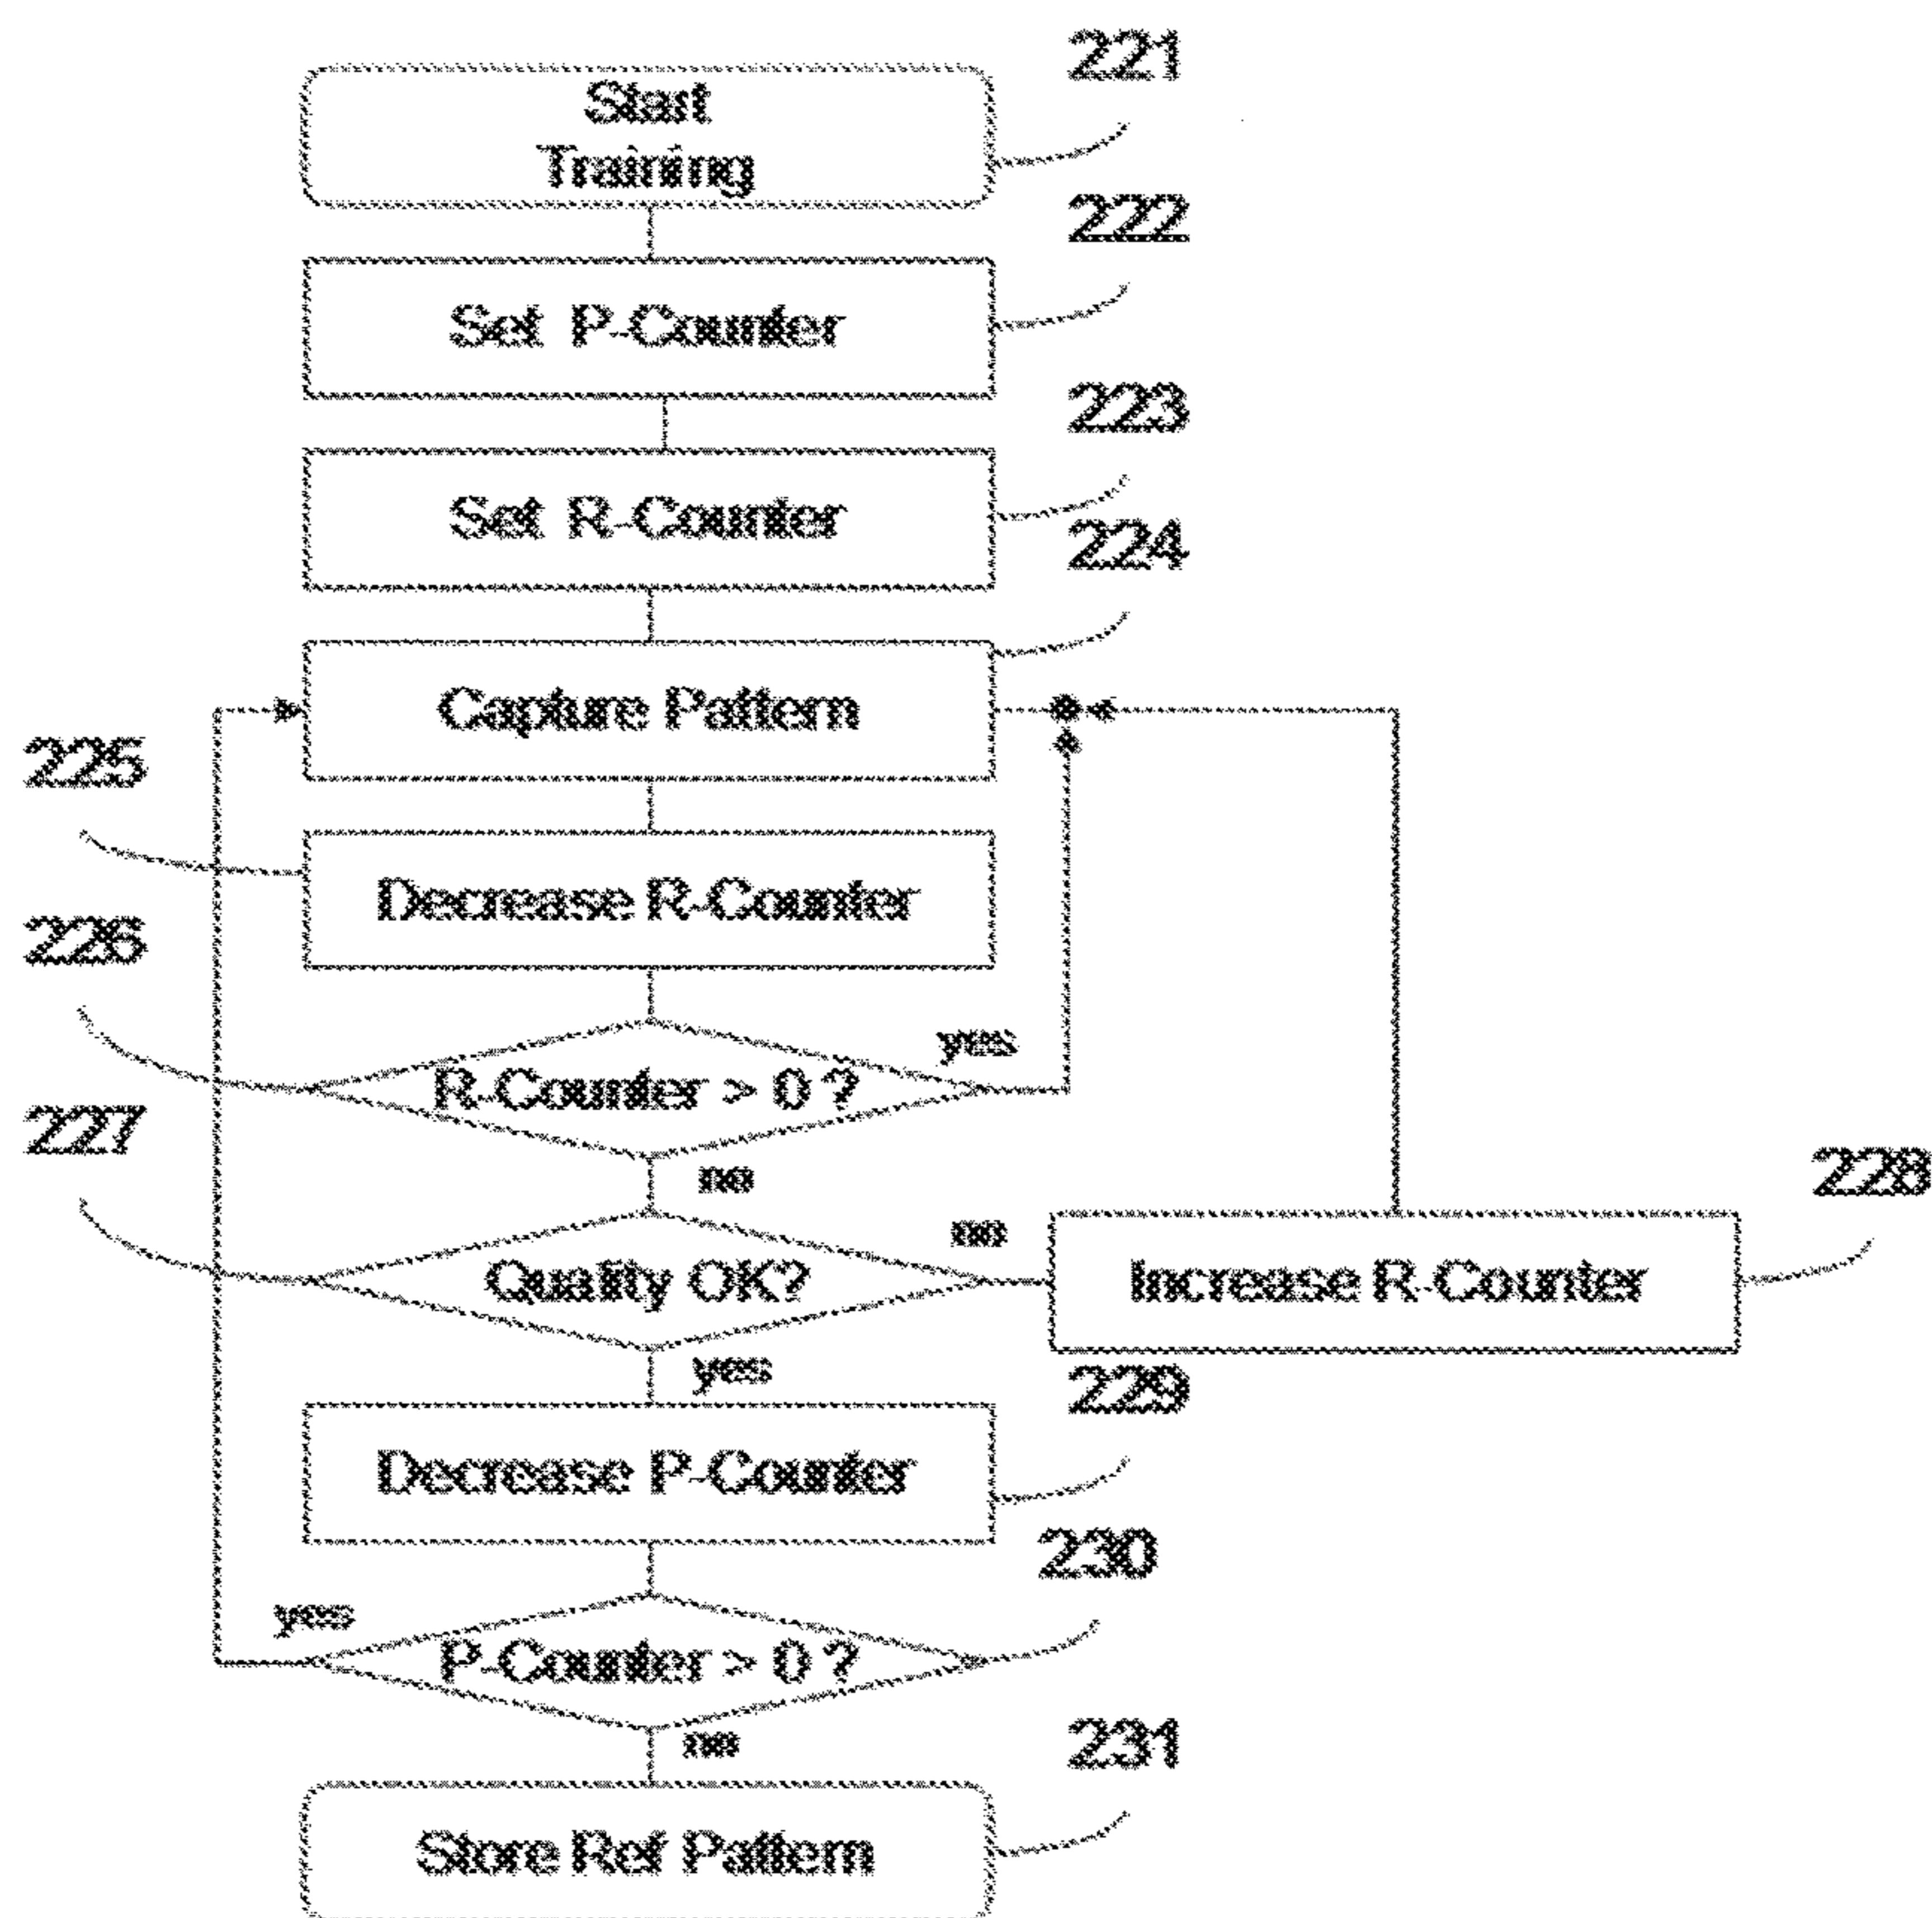 221
Start
Training
222
Set P-Counter
223
Set R-Counter
224
Capture Pattern
225
Decrease R-Counter
226
yes
R-Counter > 0 ?
227
no
no
228
Quality OK?
Increase R-Counter
yes
229
Decrease P-Counter
230
yes
P-Counter > 0 ?
231
no
Store Ref Pattern